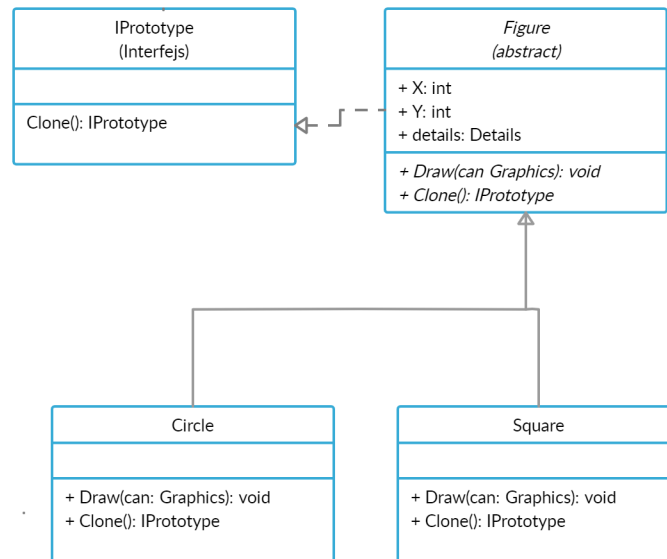 IPrototype
(Interfejs)
Clone(): IPrototype
Figure
(abstract)
+ X: int
+ Y: int
+ details: Details
+ Draw(can Graphics): void
+ Clone(): IPrototype
Circle
+ Draw(can: Graphics): void
+ Clone(): IPrototype
Square
+ Draw(can: Graphics): void
+ Clone(): IPrototype